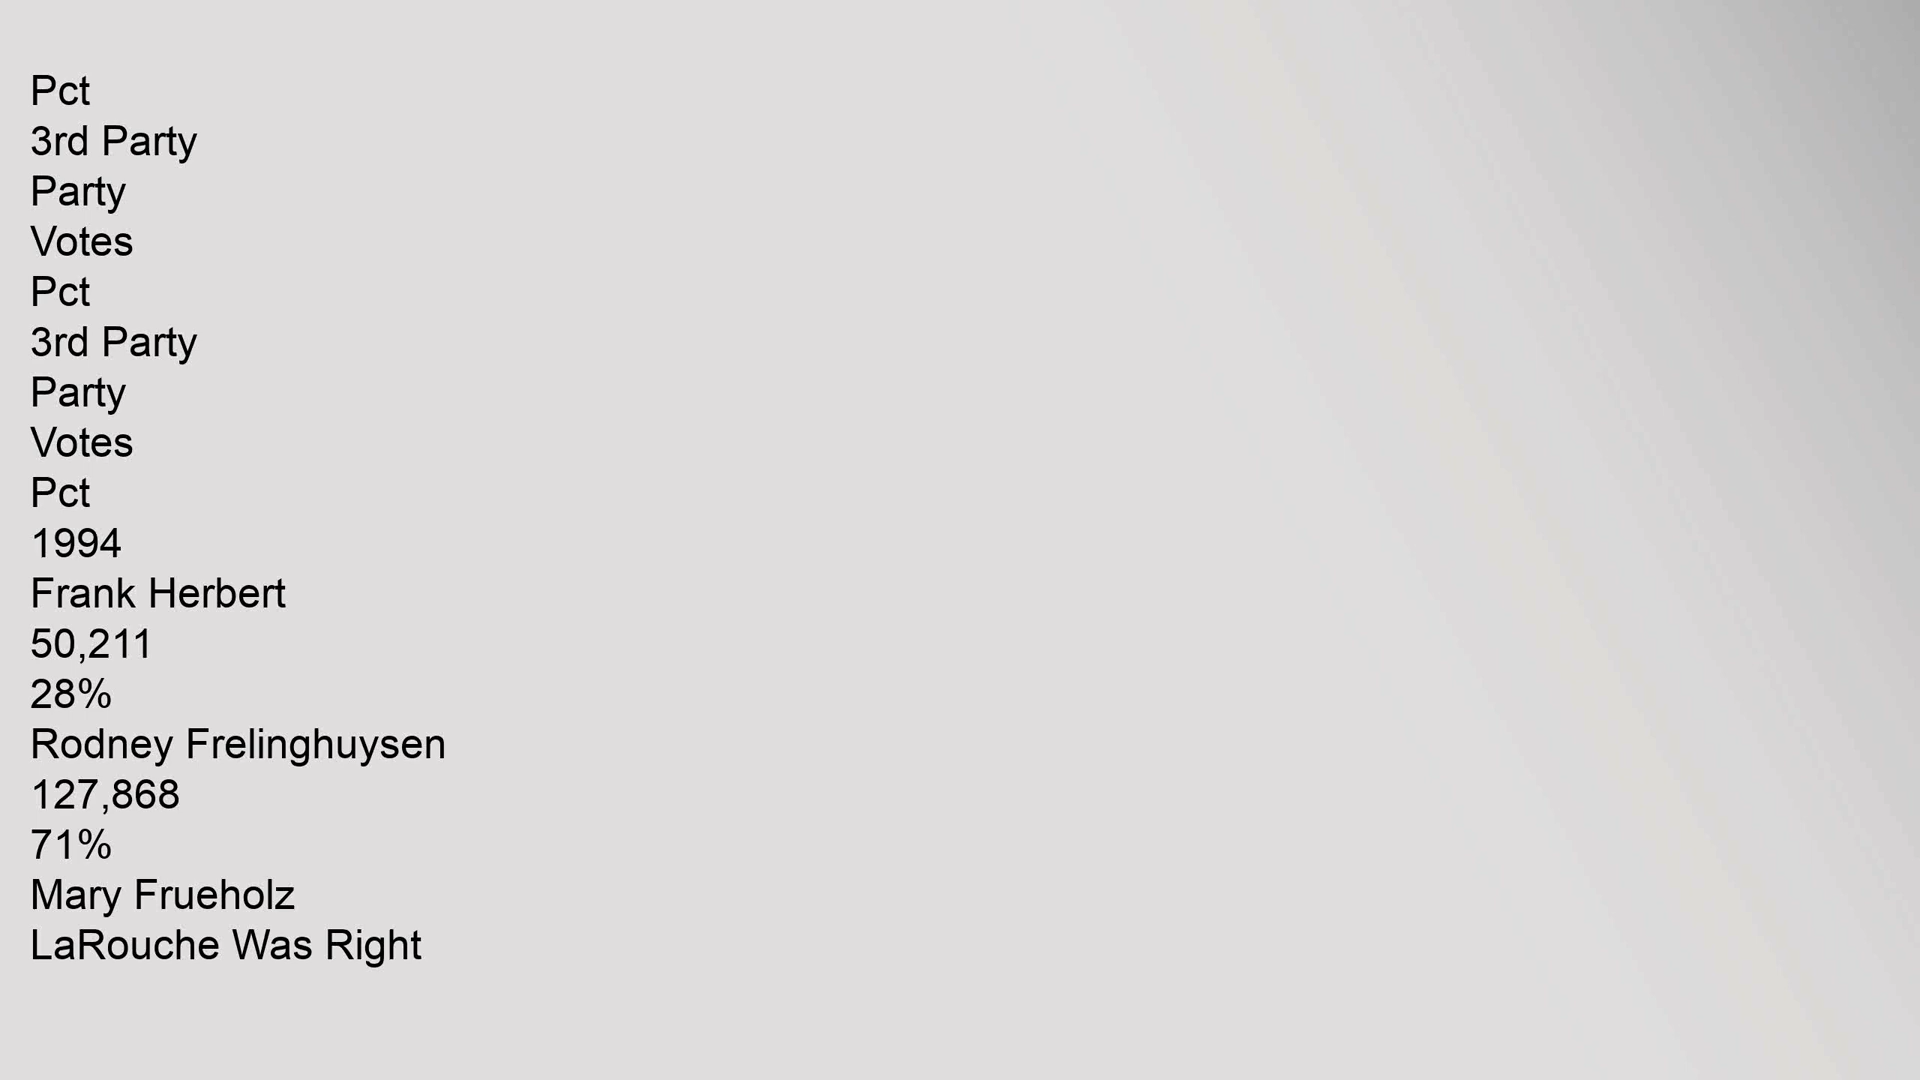 Pct
3rd Party
Party
Votes
Pct
3rd Party
Party
Votes
Pct
1994
Frank Herbert
50,211
28%
Rodney Frelinghuysen
127,868
71%
Mary Frueholz
LaRouche Was Right